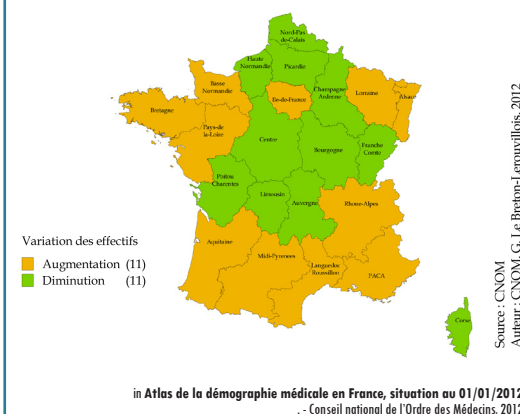 Nord-Pas
de-Calais
Haute
Normandie
Picardie
Basse
Normandie
Ile-de-France
Champagne
Ardenne
Lorraine
Alsace
Bretagne
Pays-de
la-Loire
Centre
Bourgogne
Franche
Comte
Poitou
Charentes
Limousin
Auvergne
Rhone-Alpes
Aquitaine
Midi-Pyrenees
Languedoc
Roussillon
PACA
Corse
Variation des effectifs
Augmentation (11)
Diminution (11)
Source : CNOM
Auteur : CNOM, G. Le Breton-Lerouvillois, 2012
in Atlas de la démographie médicale en France, situation au 01/01/2012
. - Conseil national de l'Ordre des Médecins, 2012